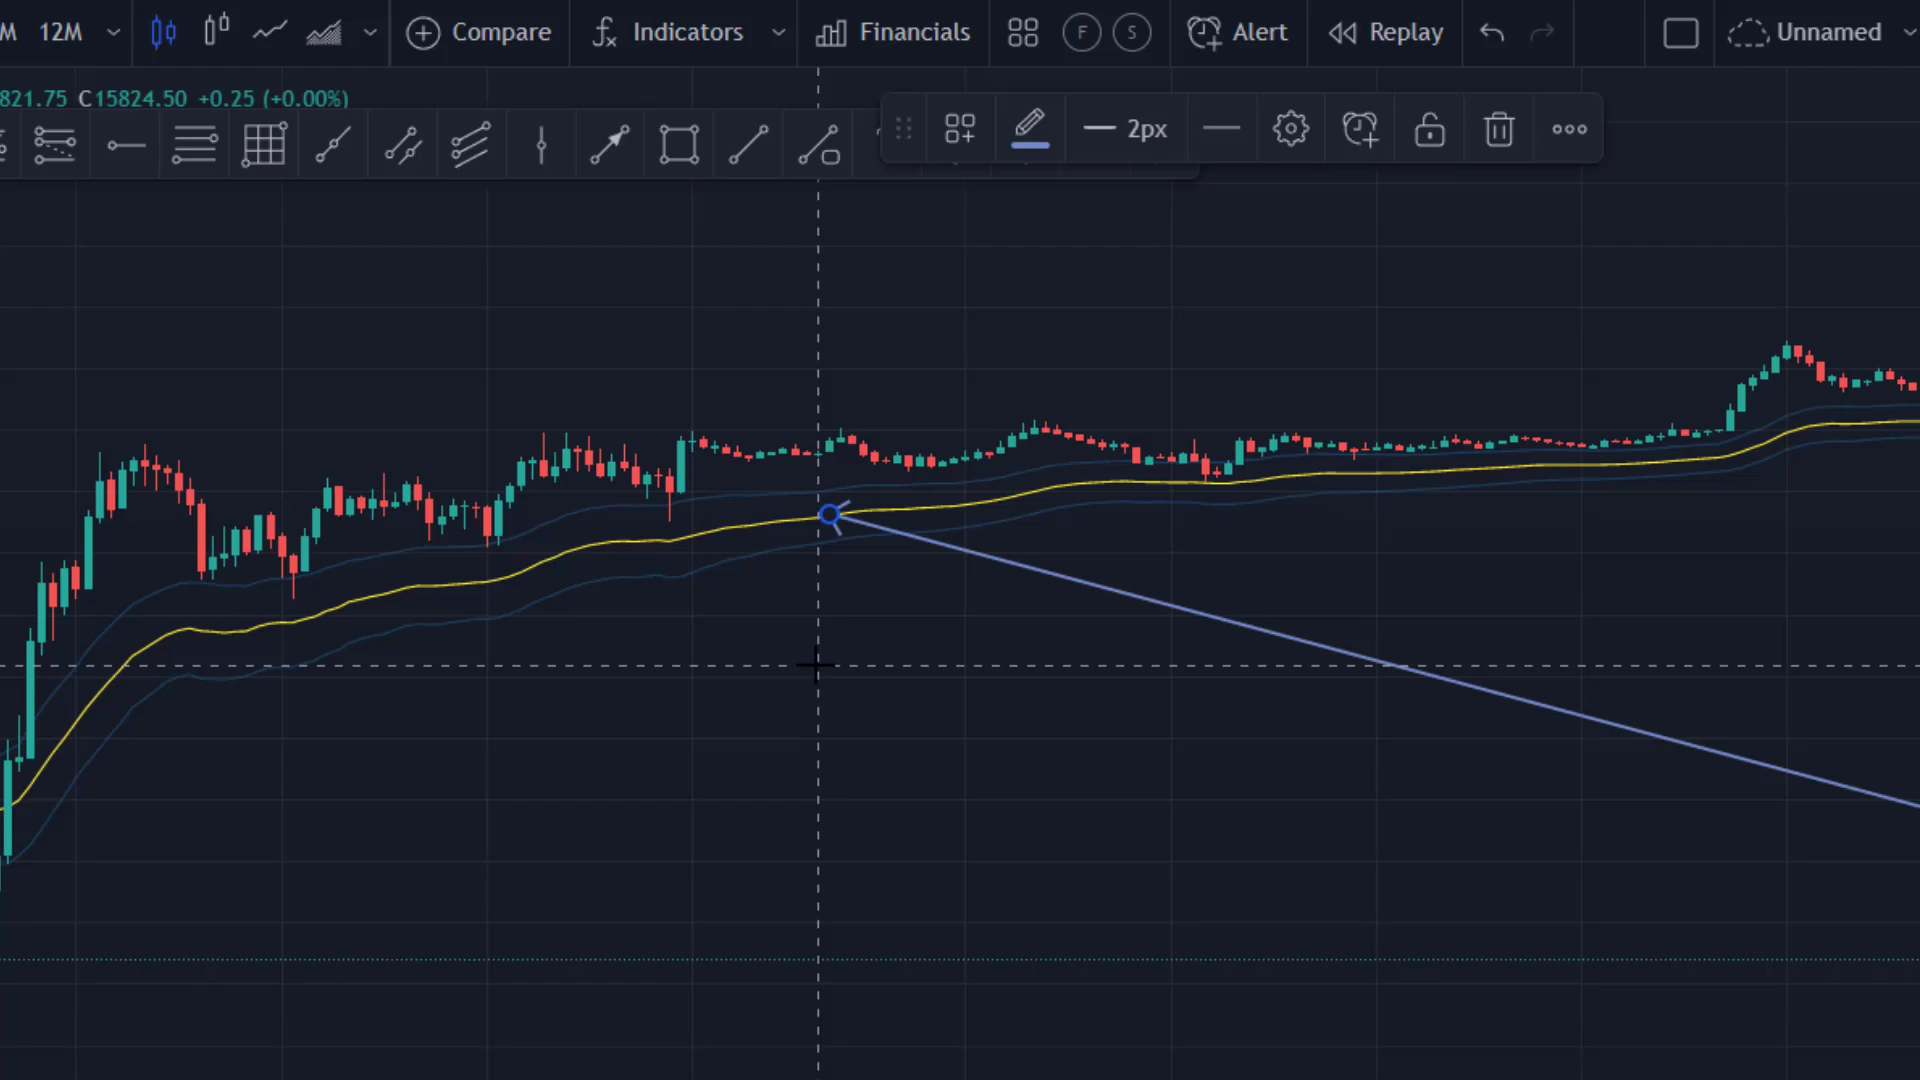 M 12M Compare Indicators Financials F S Alert Replay Unnamed
821.75 C15824.50 +0.25 (+0.00%)
2px